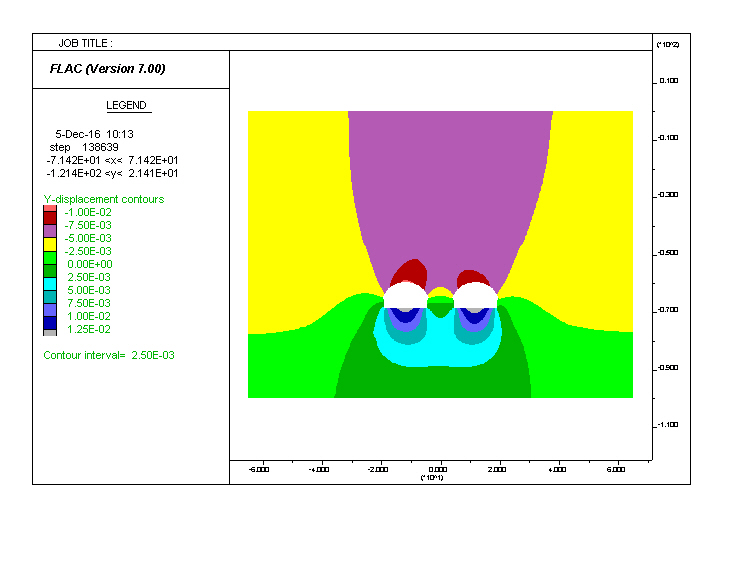 JOB TITLE :
(*10^2)
FLAC (Version 7.00)
LEGEND
5-Dec-16 10:13
step 138639
-7.142E+01 <x< 7.142E+01
-1.214E+02 <y< 2.141E+01
Y-displacement contours
-1.00E-02
-7.50E-03
-5.00E-03
-2.50E-03
0.00E+00
2.50E-03
5.00E-03
7.50E-03
1.00E-02
1.25E-02
Contour interval= 2.50E-03
0.100
-0.100
-0.300
-0.500
-0.700
-0.900
-1.100
-6.000 -4.000 -2.000 0.000 2.000 4.000 6.000
(*10^1)